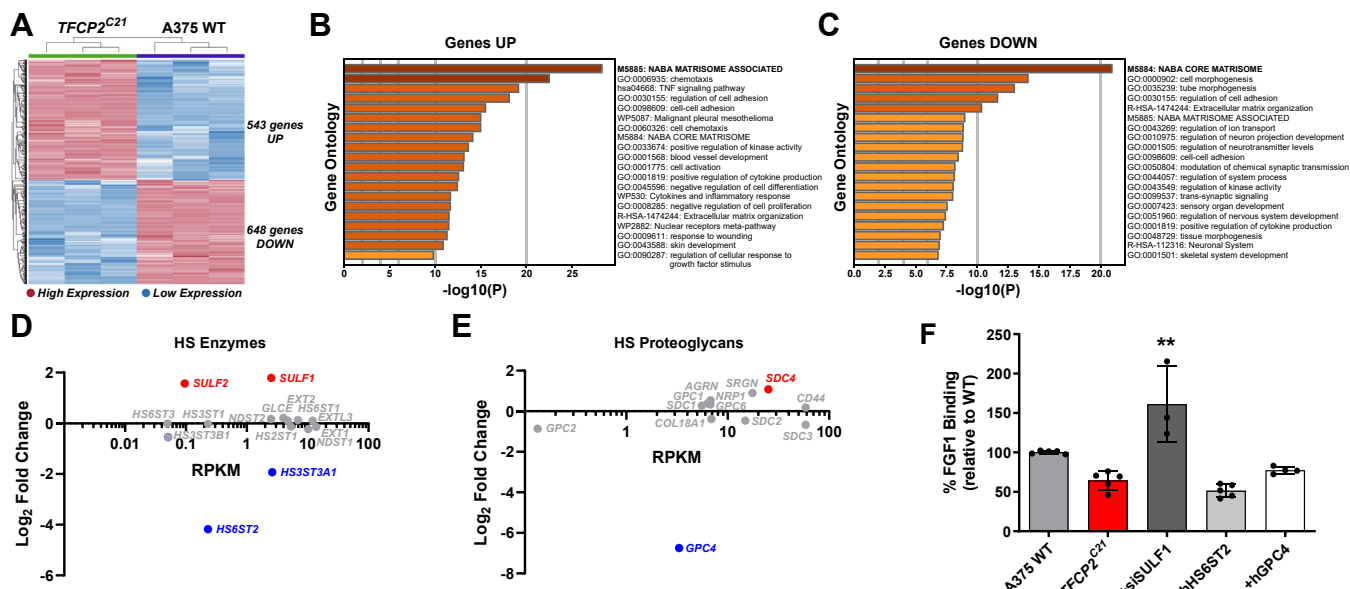 A
TFCP2^C21
A375 WT
543 genes
UP
648 genes
DOWN
High Expression
Low Expression
B
Genes UP
Gene Ontology
M5885: NABA MATRISOME ASSOCIATED
GO:0006935: chemotaxis
hsa04668: TNF signaling pathway
GO:0030155: regulation of cell adhesion
GO:0098609: cell-cell adhesion
WP5087: Malignant pleural mesothelioma
GO:0060326: cell chemotaxis
M5884: NABA CORE MATRISOME
GO:0033674: positive regulation of kinase activity
GO:0001568: blood vessel development
GO:0001775: cell activation
GO:0001819: positive regulation of cytokine production
GO:0045596: negative regulation of cell differentiation
WP530: Cytokines and inflammatory response
GO:0008285: negative regulation of cell proliferation
R-HSA-1474244: Extracellular matrix organization
WP2882: Nuclear receptors meta-pathway
GO:0009611: response to wounding
GO:0043588: skin development
GO:0090287: regulation of cellular response to
growth factor stimulus
0 5 10 15 20 25
-log10(P)
C
Genes DOWN
Gene Ontology
M5884: NABA CORE MATRISOME
GO:0000902: cell morphogenesis
GO:0035239: tube morphogenesis
GO:0030155: regulation of cell adhesion
R-HSA-1474244: Extracellular matrix organization
M5885: NABA MATRISOME ASSOCIATED
GO:0043269: regulation of ion transport
GO:0010975: regulation of neuron projection development
GO:0001505: regulation of neurotransmitter levels
GO:0098609: cell-cell adhesion
GO:0050804: modulation of chemical synaptic transmission
GO:0044057: regulation of system process
GO:0043549: regulation of kinase activity
GO:0099537: trans-synaptic signaling
GO:0007423: sensory organ development
GO:0051960: regulation of nervous system development
GO:0001819: positive regulation of cytokine production
GO:0048729: tissue morphogenesis
R-HSA-112316: Neuronal System
GO:0001501: skeletal system development
0.0 2.5 5.0 7.5 10.0 12.5 15.0 17.5 20.0
-log10(P)
D
HS Enzymes
Log2 Fold Change
2
0
-2
-4
-6
SULF2
SULF1
EXT2
HS6ST3
HS3ST1
GLCE
HS6ST1
NDST2
EXTL3
HS3ST3B1
HS2ST1
EXT1
NDST1
0.01 0.1 1 10 100
RPKM
HS3ST3A1
HS6ST2
E
HS Proteoglycans
Log2 Fold Change
2
0
-2
-4
-6
-8
SDC4
AGRN
SRGN
GPC1
NRP1
SDC1
GPC6
CD44
GPC2
COL18A1
SDC2
SDC3
1 10 100
RPKM
GPC4
F
% FGF1 Binding
(relative to WT)
250
200
150
100
50
0
**
A375 WT
TFCP2^C21
+siSULF1
+hHS6ST2
+hGPC4